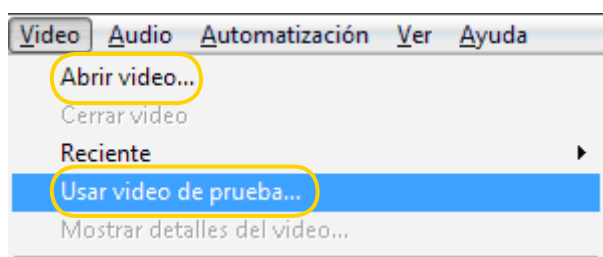 Video Audio Automatización Ver Ayuda
Abrir video...
Cerrar video
Reciente
Usar video de prueba...
Mostrar detalles del video...